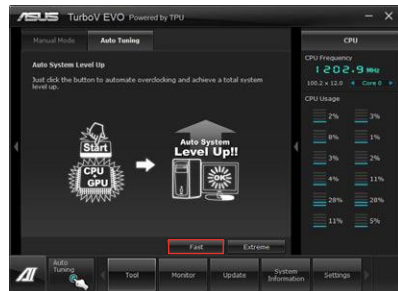 ASUS TurboV EVO Powered by TPU
Manual Mode
Auto Tuning
CPU
Auto System Level Up
Just click the button to automate overclocking and achieve a total system
level up.
CPU Frequency
1202.9 MHz
100.2 x 12.0 Core 0
CPU Usage
2% 3%
0% 1%
3% 2%
4% 11%
28% 28%
11% 5%
Start
CPU
+
GPU
Auto System
Level Up!!
OK
Fast
Extreme
Auto
Tuning
Tool
Monitor
Update
System
Information
Settings